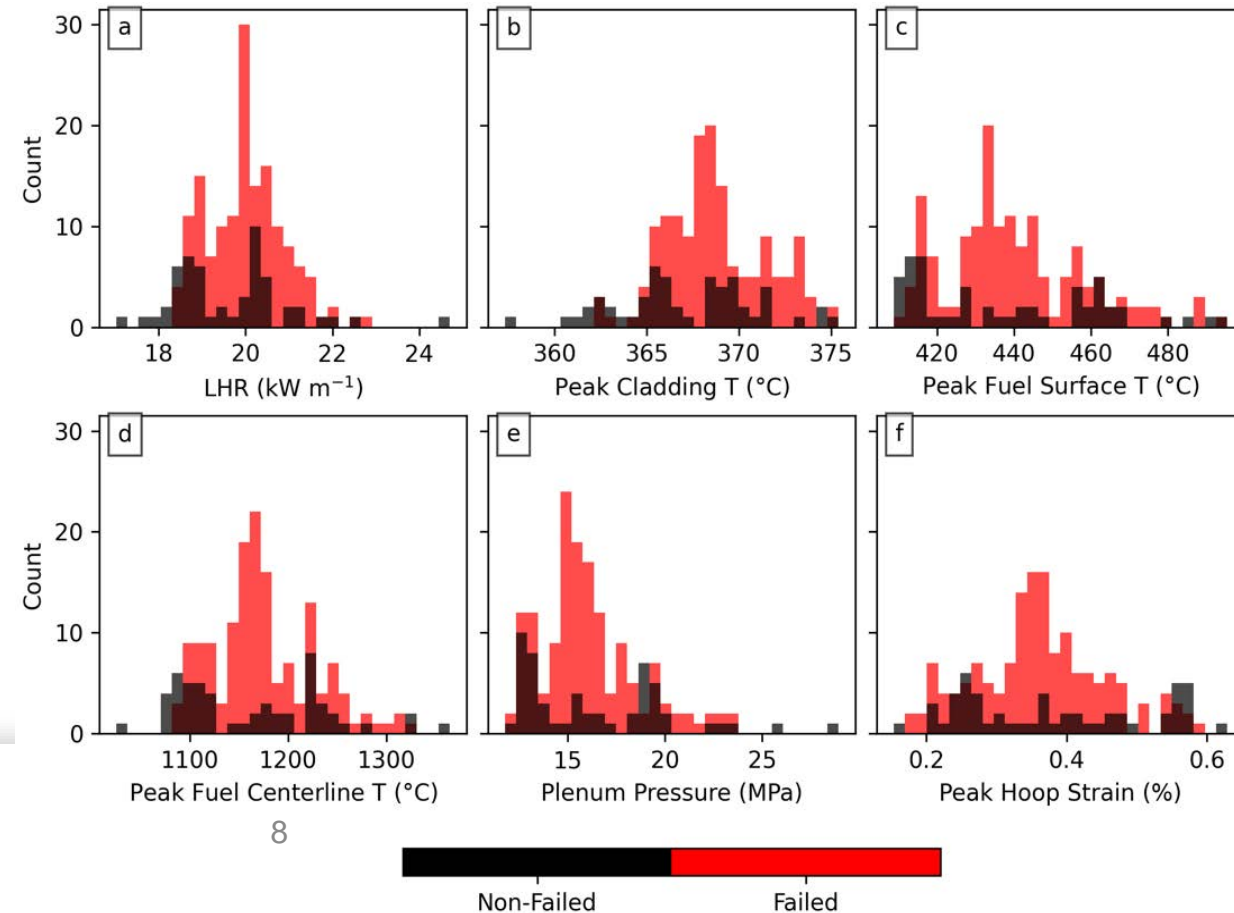 a
b
c
30
20
10
0
Count
18 20 22 24
360 365 370 375
420 440 460 480
LHR (kW m⁻¹)
Peak Cladding T (°C)
Peak Fuel Surface T (°C)
d
e
f
30
20
10
0
Count
1100 1200 1300
15 20 25
0.2 0.4 0.6
Peak Fuel Centerline T (°C)
Plenum Pressure (MPa)
Peak Hoop Strain (%)
8
Non-Failed
Failed